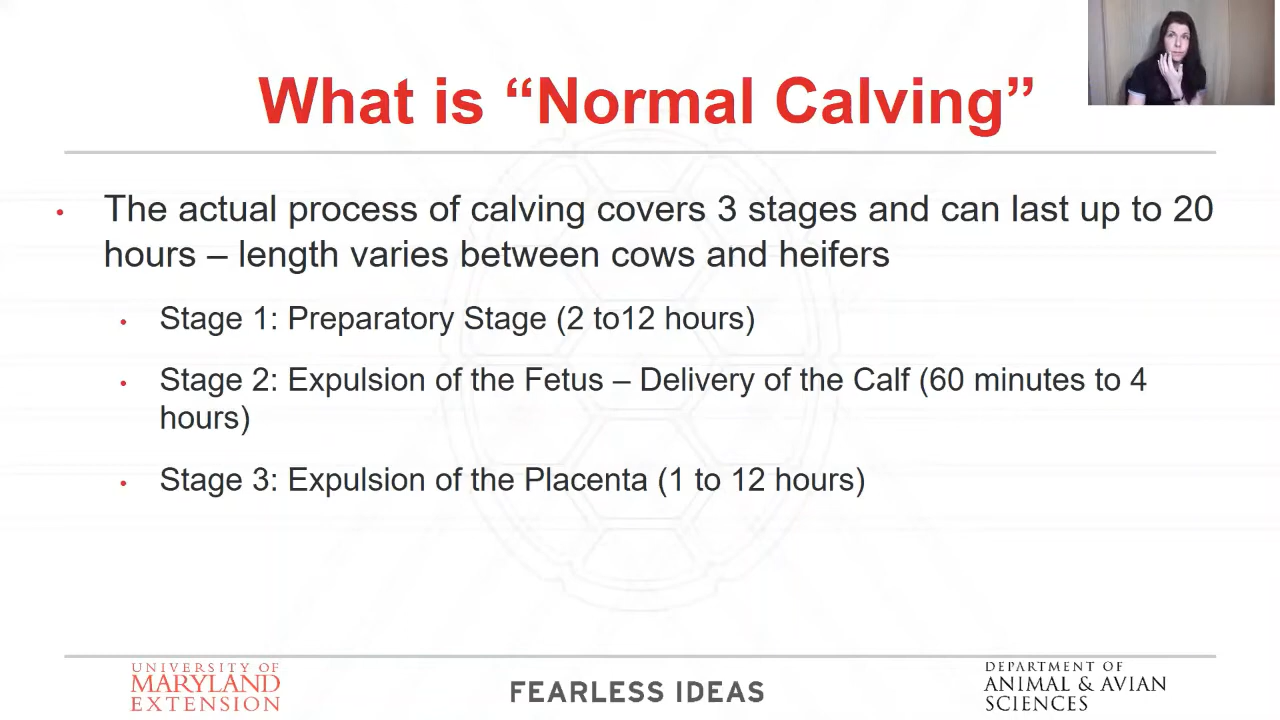 What is “Normal Calving”
The actual process of calving covers 3 stages and can last up to 20
hours – length varies between cows and heifers
Stage 1: Preparatory Stage (2 to12 hours)
Stage 2: Expulsion of the Fetus – Delivery of the Calf (60 minutes to 4
hours)
Stage 3: Expulsion of the Placenta (1 to 12 hours)
UNIVERSITY OF
MARYLAND
EXTENSION
FEARLESS IDEAS
DEPARTMENT OF
ANIMAL & AVIAN
SCIENCES